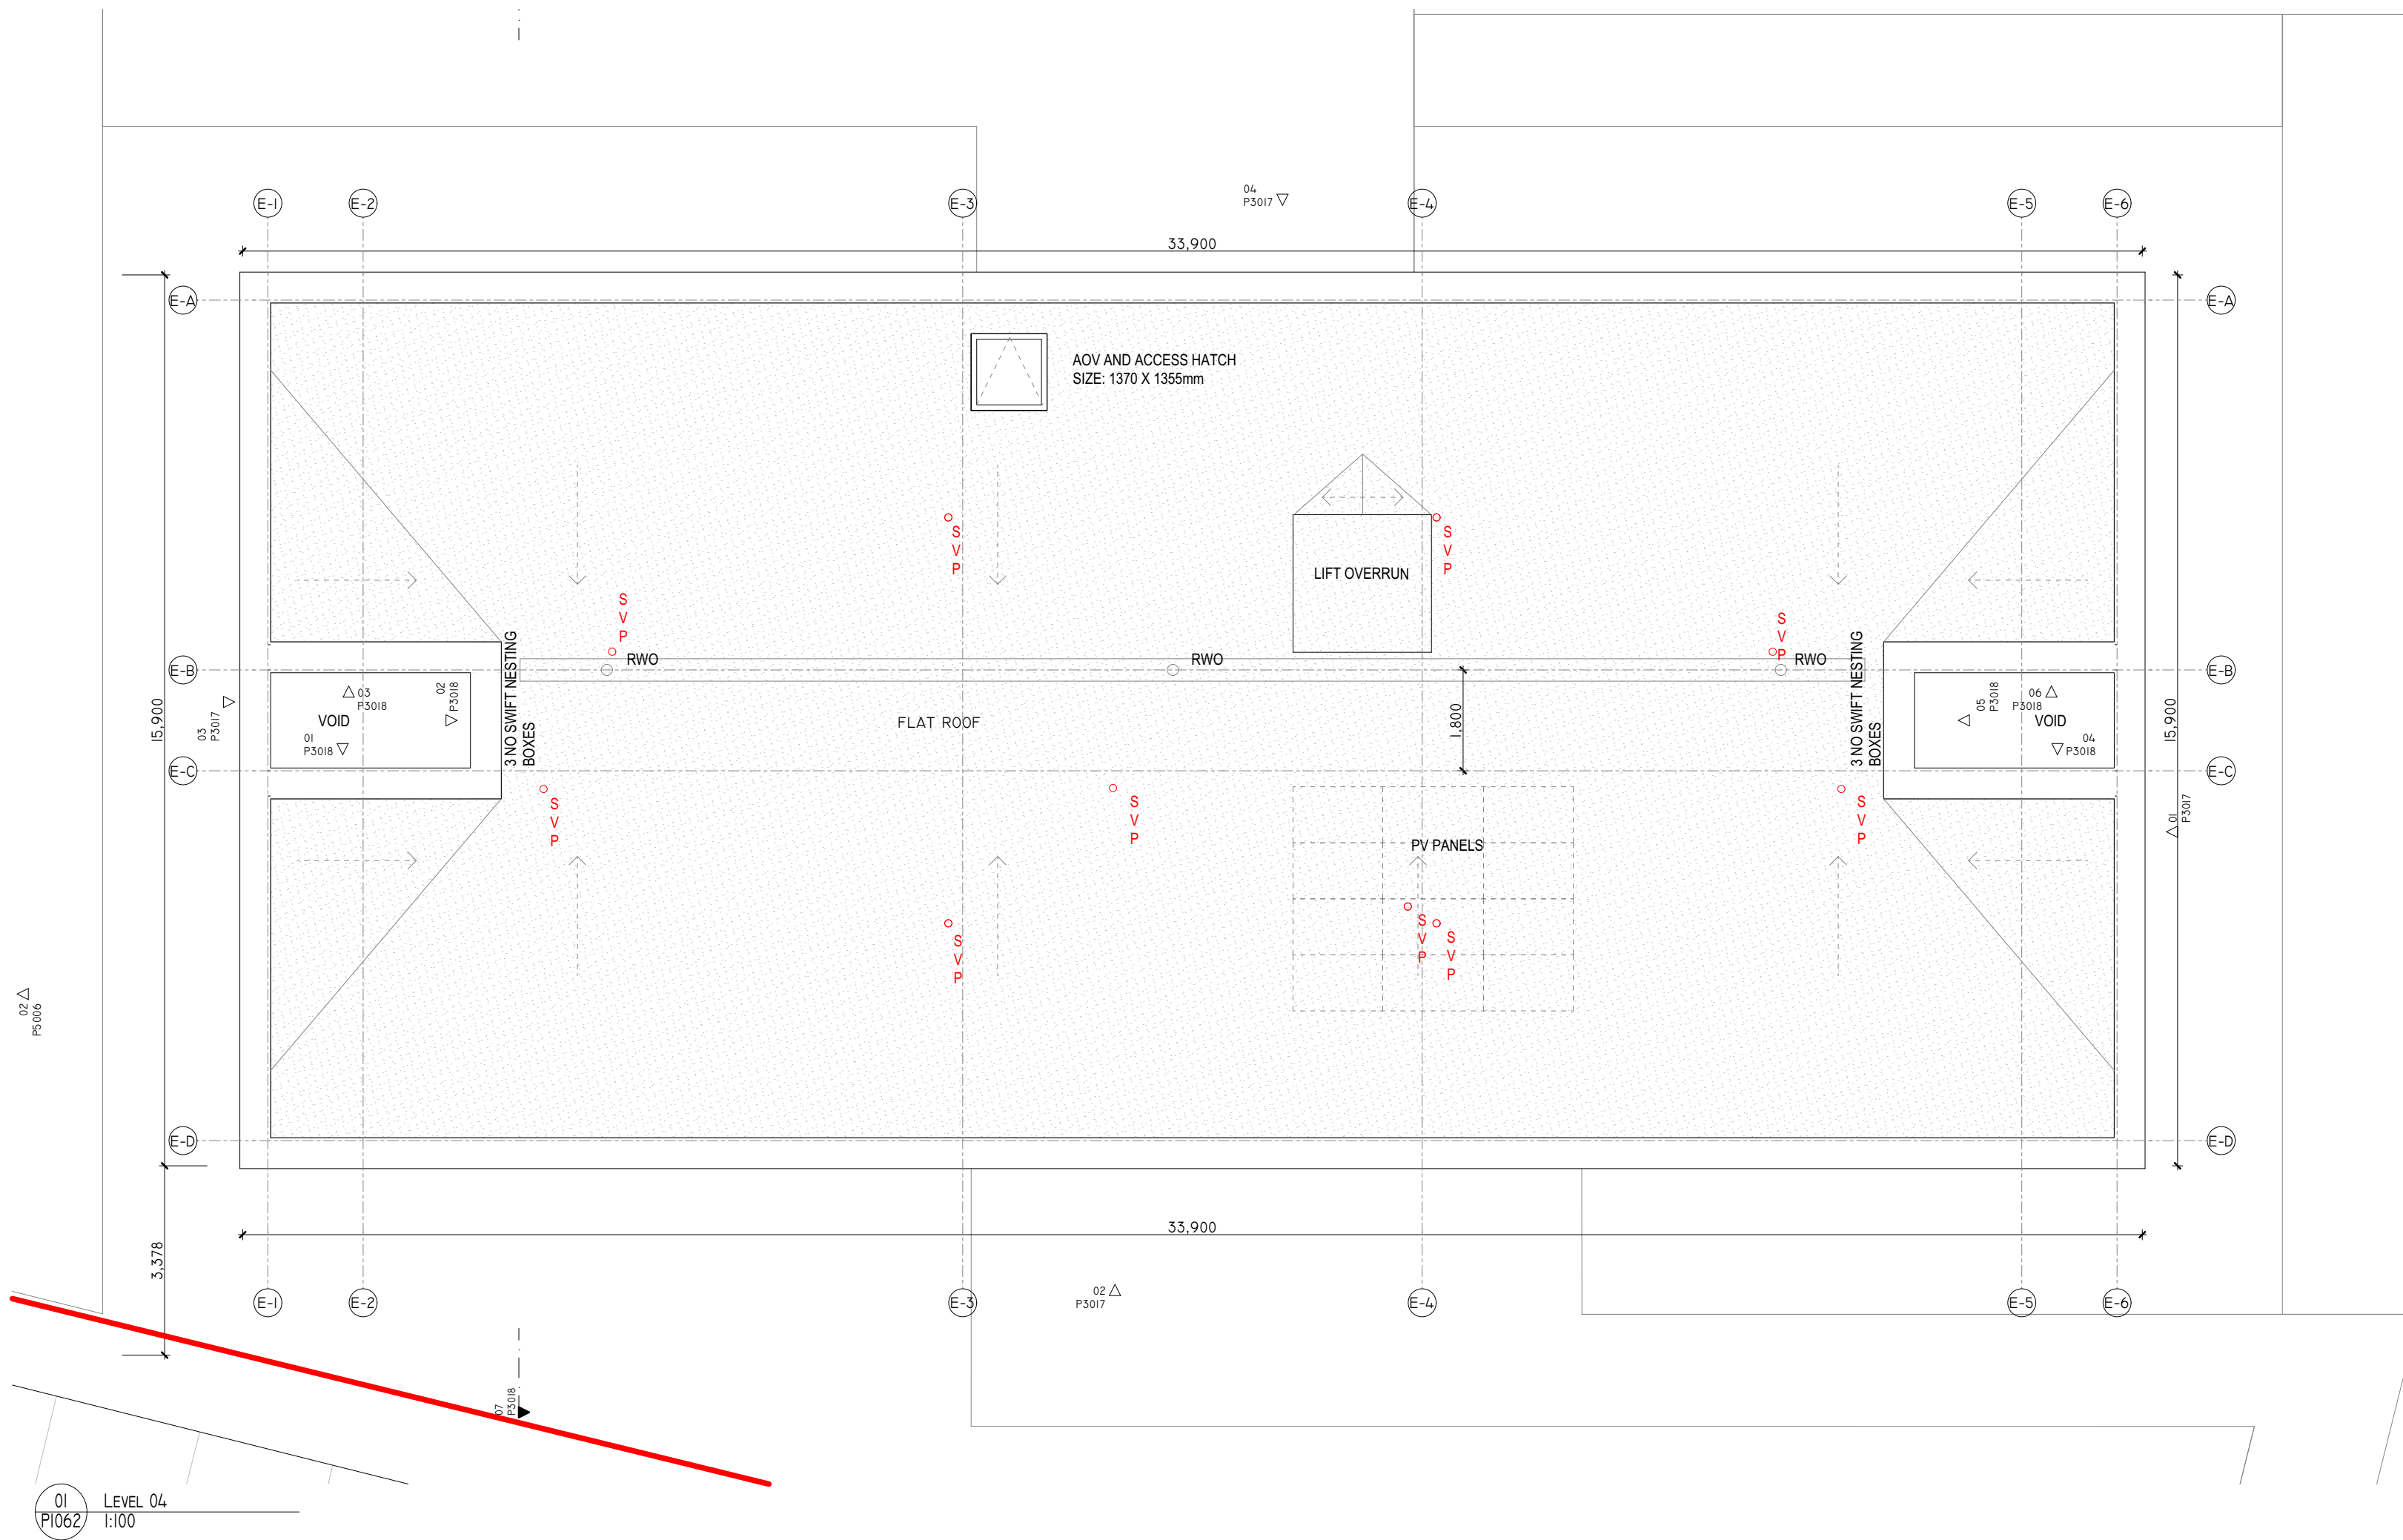 04
P3017
E-1
E-2
E-3
E-4
E-5
E-6
33,900
E-A
E-A
AOV AND ACCESS HATCH
SIZE: 1370 X 1355mm
S
V
P
S
V
P
LIFT OVERRUN
S
V
P
S
V
P
RWO
RWO
RWO
E-B
E-B
3 NO SWIFT NESTING
BOXES
3 NO SWIFT NESTING
BOXES
03
P3018
02
P3018
VOID
01
P3018
03
P3017
15,900
FLAT ROOF
1,800
05
P3018
06
P3018
VOID
04
P3018
15,900
E-C
E-C
01
P3017
S
V
P
S
V
P
S
V
P
PV PANELS
S
V
P
S
V
P
S
V
P
02
P5006
E-D
E-D
33,900
3,378
E-1
E-2
E-3
E-4
E-5
E-6
02
P3017
07
P3018
01
P1062
LEVEL 04
1:100